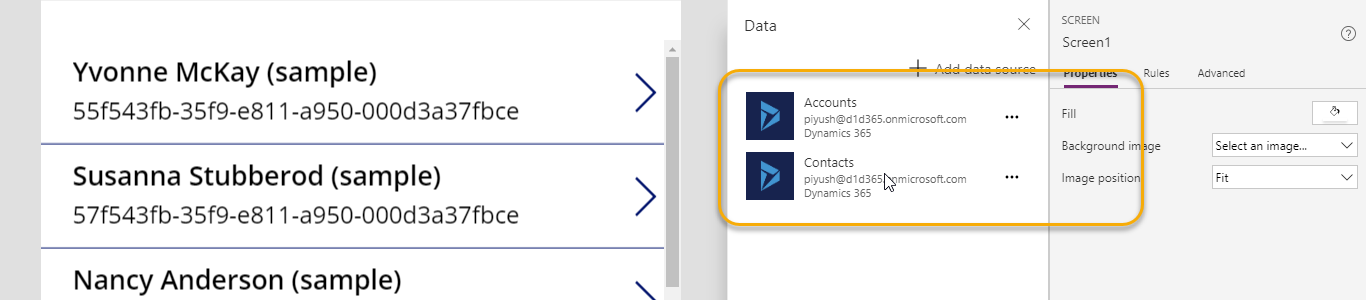 Yvonne McKay (sample)
55f543fb-35f9-e811-a950-000d3a37fbce
Susanna Stubberod (sample)
57f543fb-35f9-e811-a950-000d3a37fbce
Nancy Anderson (sample)
Data
Add data source
Accounts
piyush@d1d365.onmicrosoft.com
Dynamics 365
Contacts
piyush@d1d365.onmicrosoft.com
Dynamics 365
SCREEN
Screen1
Properties Rules Advanced
Fill
Background image Select an image...
Image position Fit